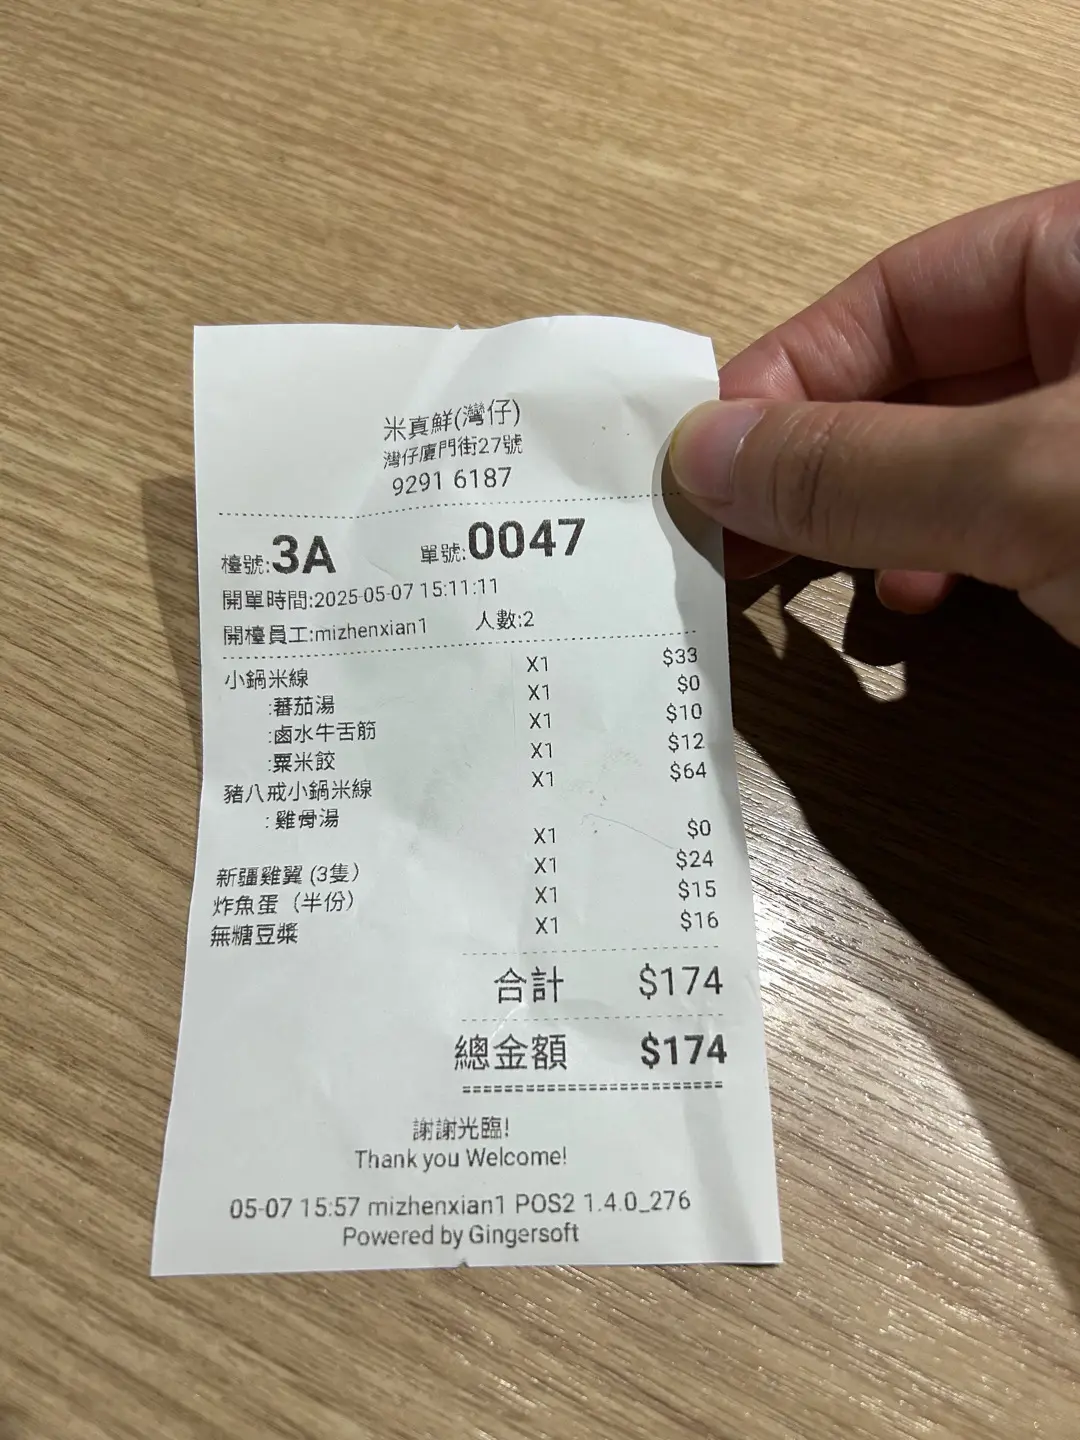 米真鮮(灣仔)
灣仔廈門街27號
9291 6187
檯號:3A 單號:0047
開單時間:2025-05-07 15:11:11
開檯員工:mizhenxian1 人數:2
小鍋米線 X1 $33
:蕃茄湯 X1 $0
:鹵水牛舌筋 X1 $10
:粟米餃 X1 $12
豬八戒小鍋米線 X1 $64
:雞骨湯 X1 $0
新疆雞翼 (3隻) X1 $24
炸魚蛋 (半份) X1 $15
無糖豆漿 X1 $16
合計 $174
總金額 $174
=========================
謝謝光臨!
Thank you Welcome!
05-07 15:57 mizhenxian1 POS2 1.4.0_276
Powered by Gingersoft